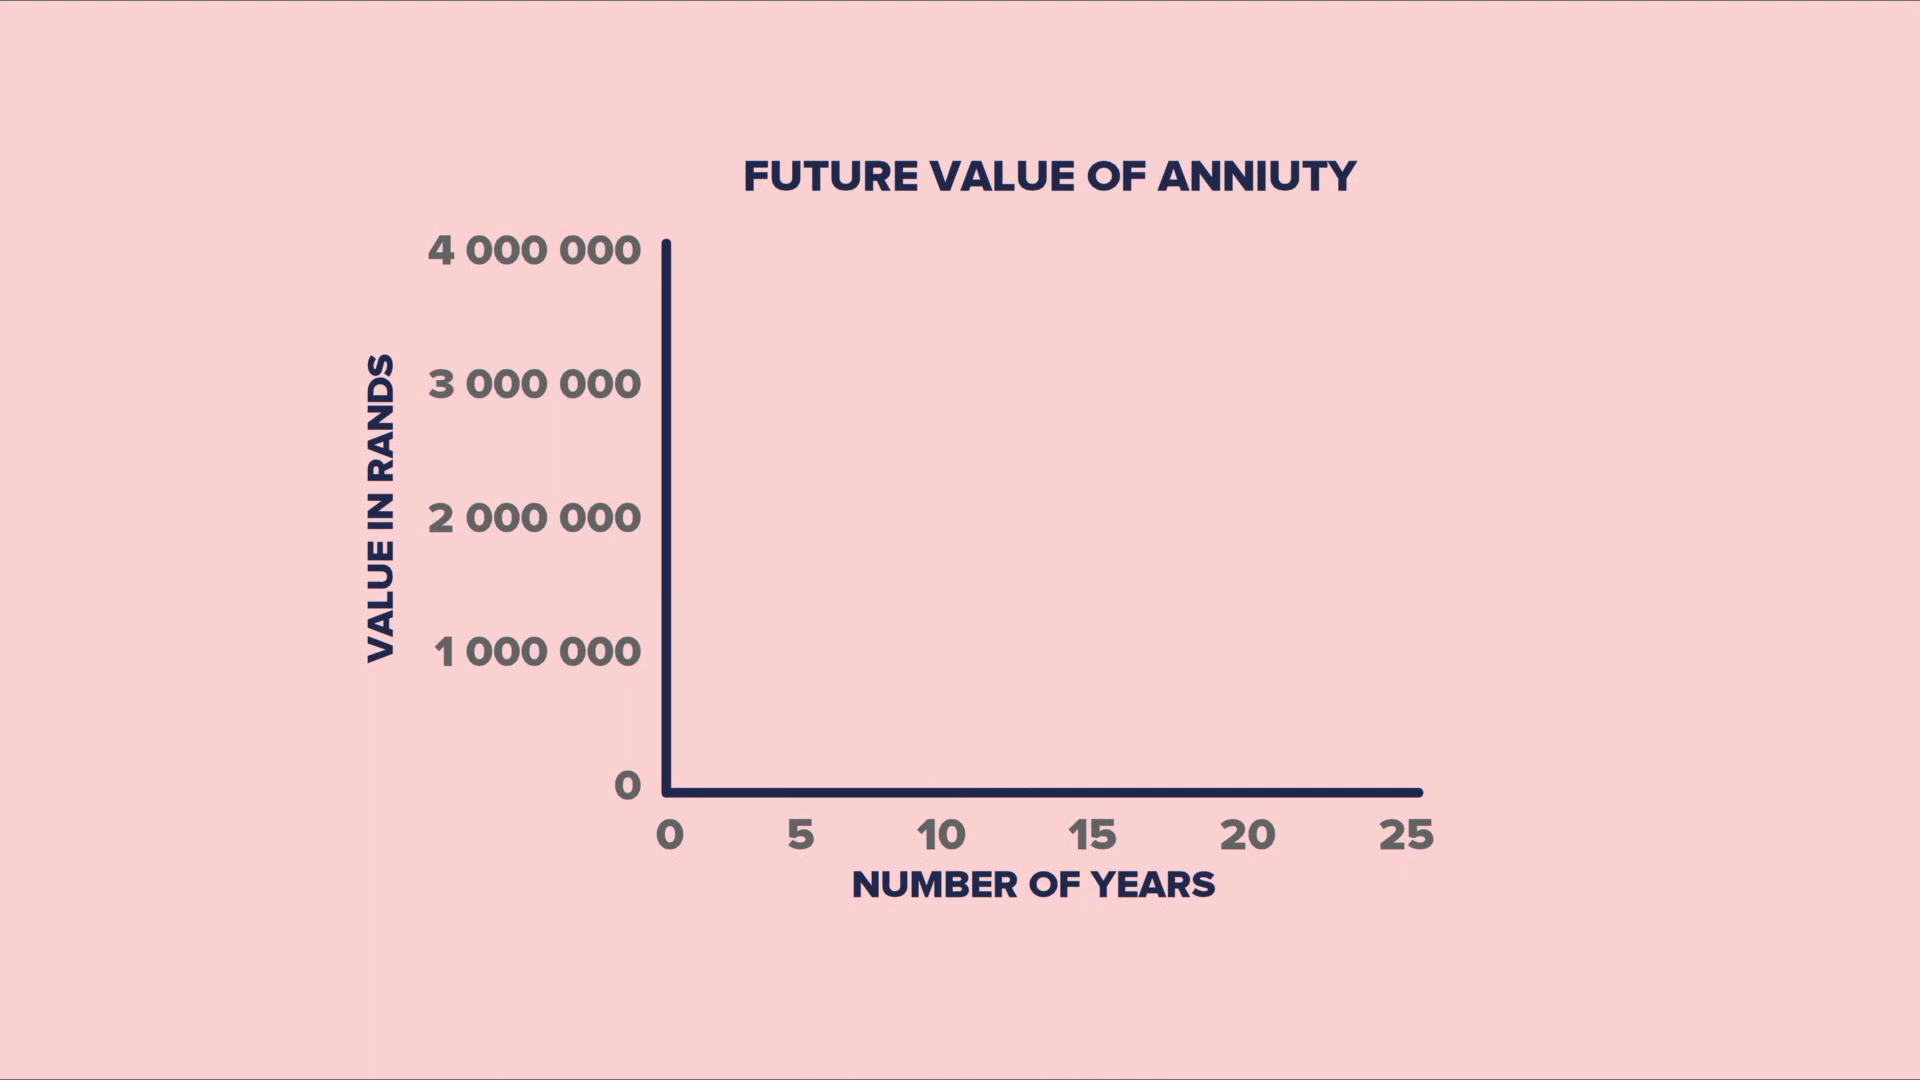 FUTURE VALUE OF ANNIUTY
4 000 000
3 000 000
2 000 000
1 000 000
0
VALUE IN RANDS
0 5 10 15 20 25
NUMBER OF YEARS